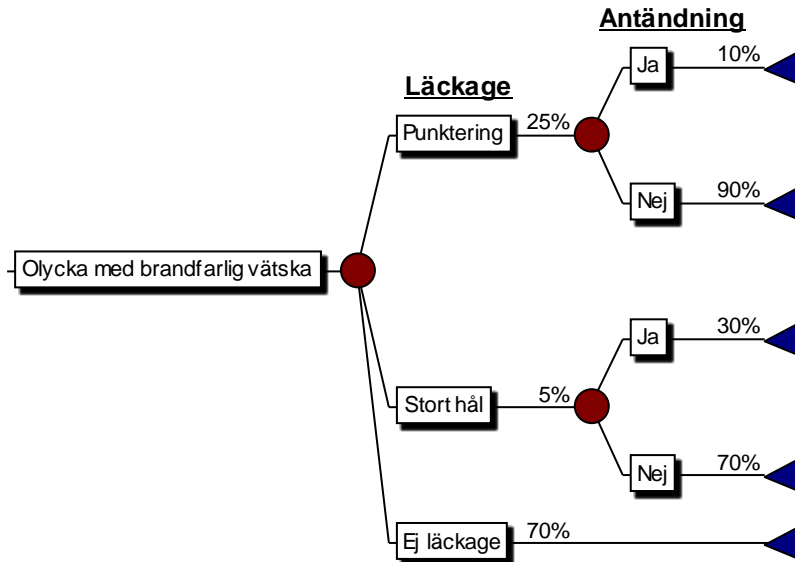 Antändning
Ja 10%
Läckage
Punktering 25%
Nej 90%
Olycka med brandfarlig vätska
Ja 30%
Stort hål 5%
Nej 70%
Ej läckage 70%